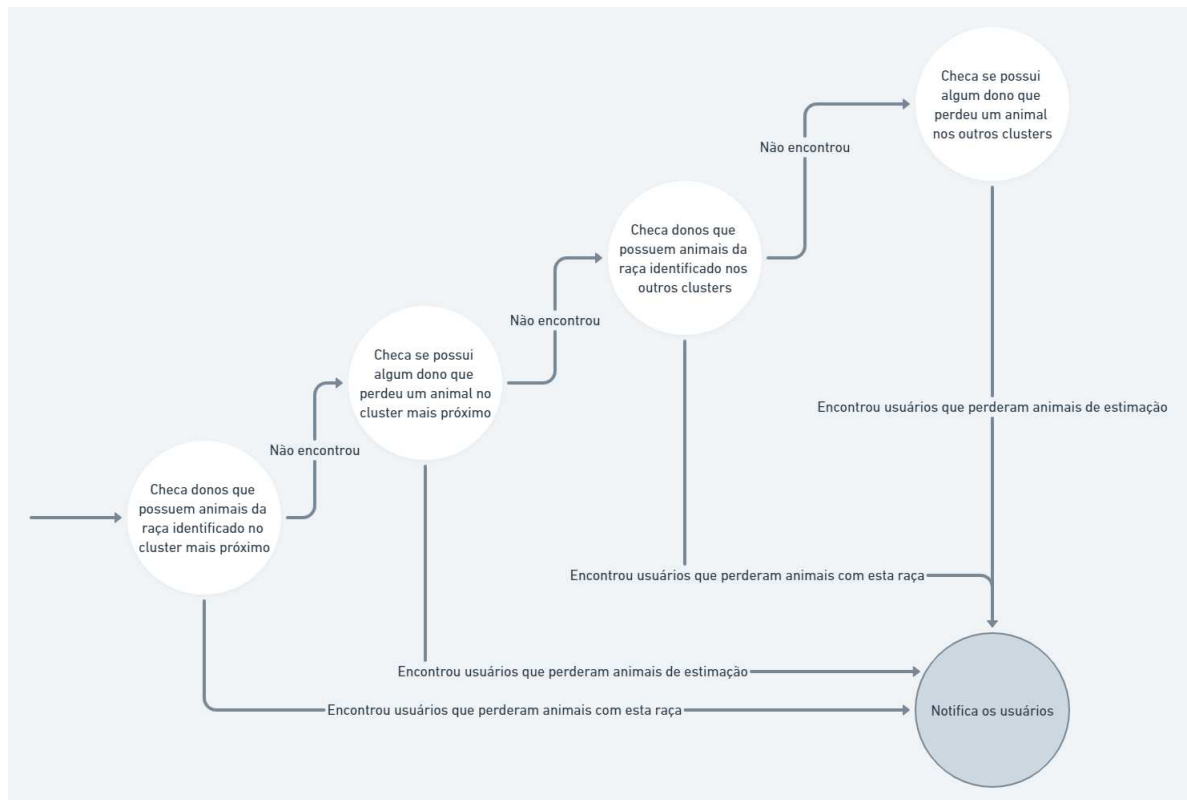 Checa se possui
algum dono que
perdeu um animal
nos outros clusters
Não encontrou
Checa donos que
possuem animais da
raça identificado nos
outros clusters
Não encontrou
Checa se possui
algum dono que
perdeu um animal no
cluster mais próximo
Encontrou usuários que perderam animais de estimação
Não encontrou
Checa donos que
possuem animais da
raça identificado no
cluster mais próximo
Encontrou usuários que perderam animais com esta raça
Encontrou usuários que perderam animais de estimação
Encontrou usuários que perderam animais com esta raça
Notifica os usuários